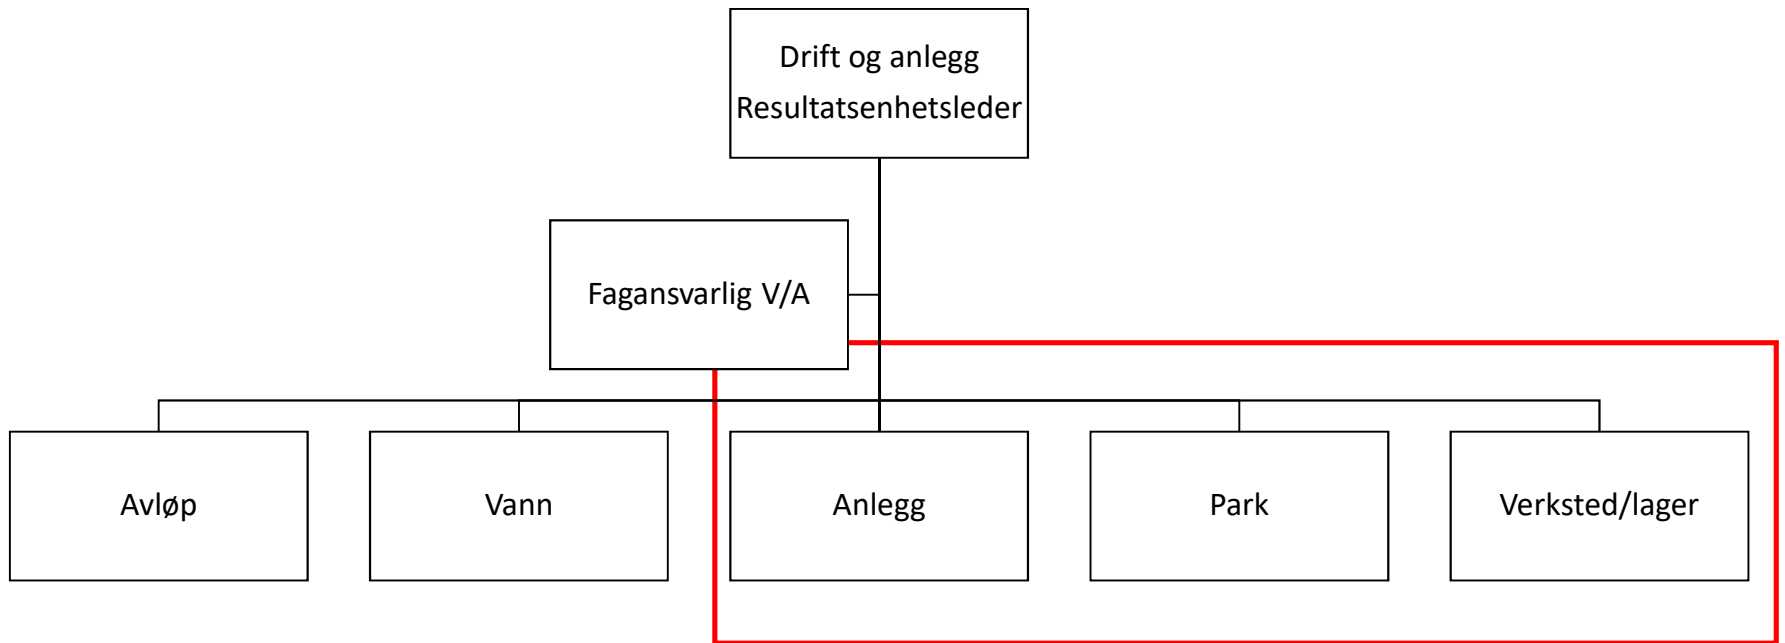 Drift og anlegg
Resultatsenhetsleder
Fagansvarlig V/A
Avløp
Vann
Anlegg
Park
Verksted/lager